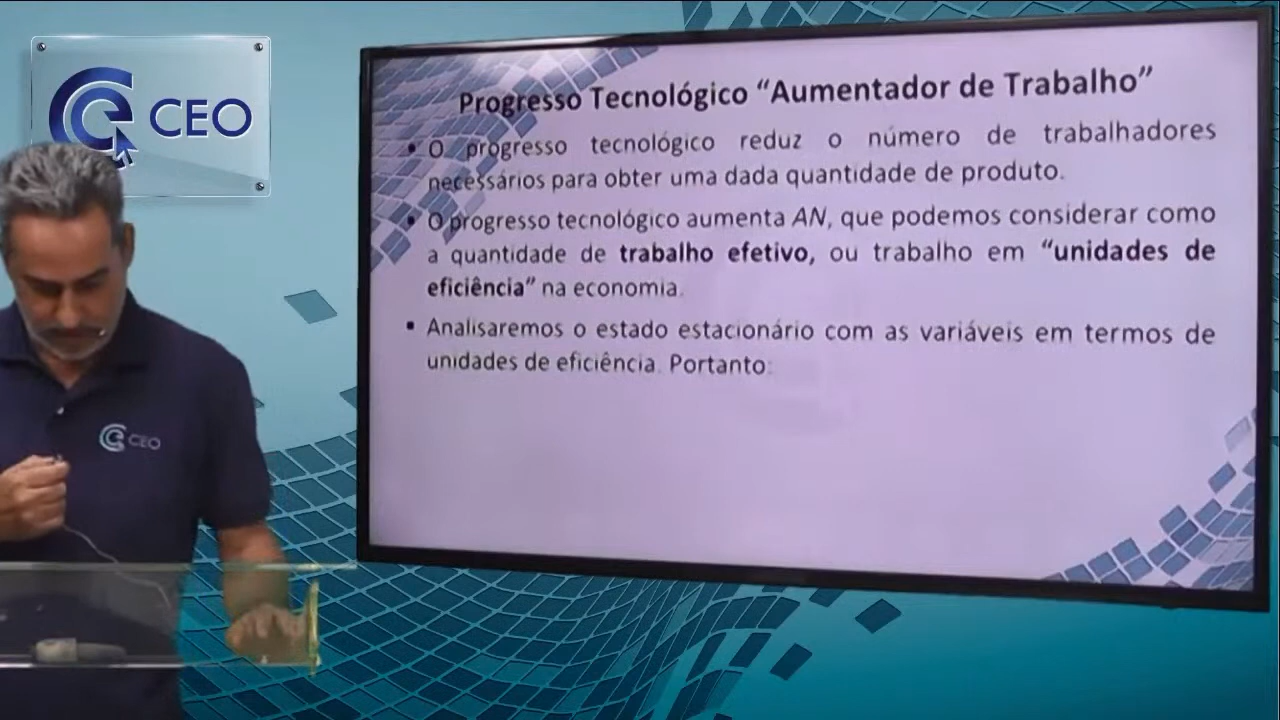 CEO
Progresso Tecnológico “Aumentador de Trabalho”
O progresso tecnológico reduz o número de trabalhadores
necessários para obter uma dada quantidade de produto.
O progresso tecnológico aumenta AN, que podemos considerar como
a quantidade de trabalho efetivo, ou trabalho em “unidades de
eficiência” na economia.
Analisaremos o estado estacionário com as variáveis em termos de
unidades de eficiência. Portanto:
CEO